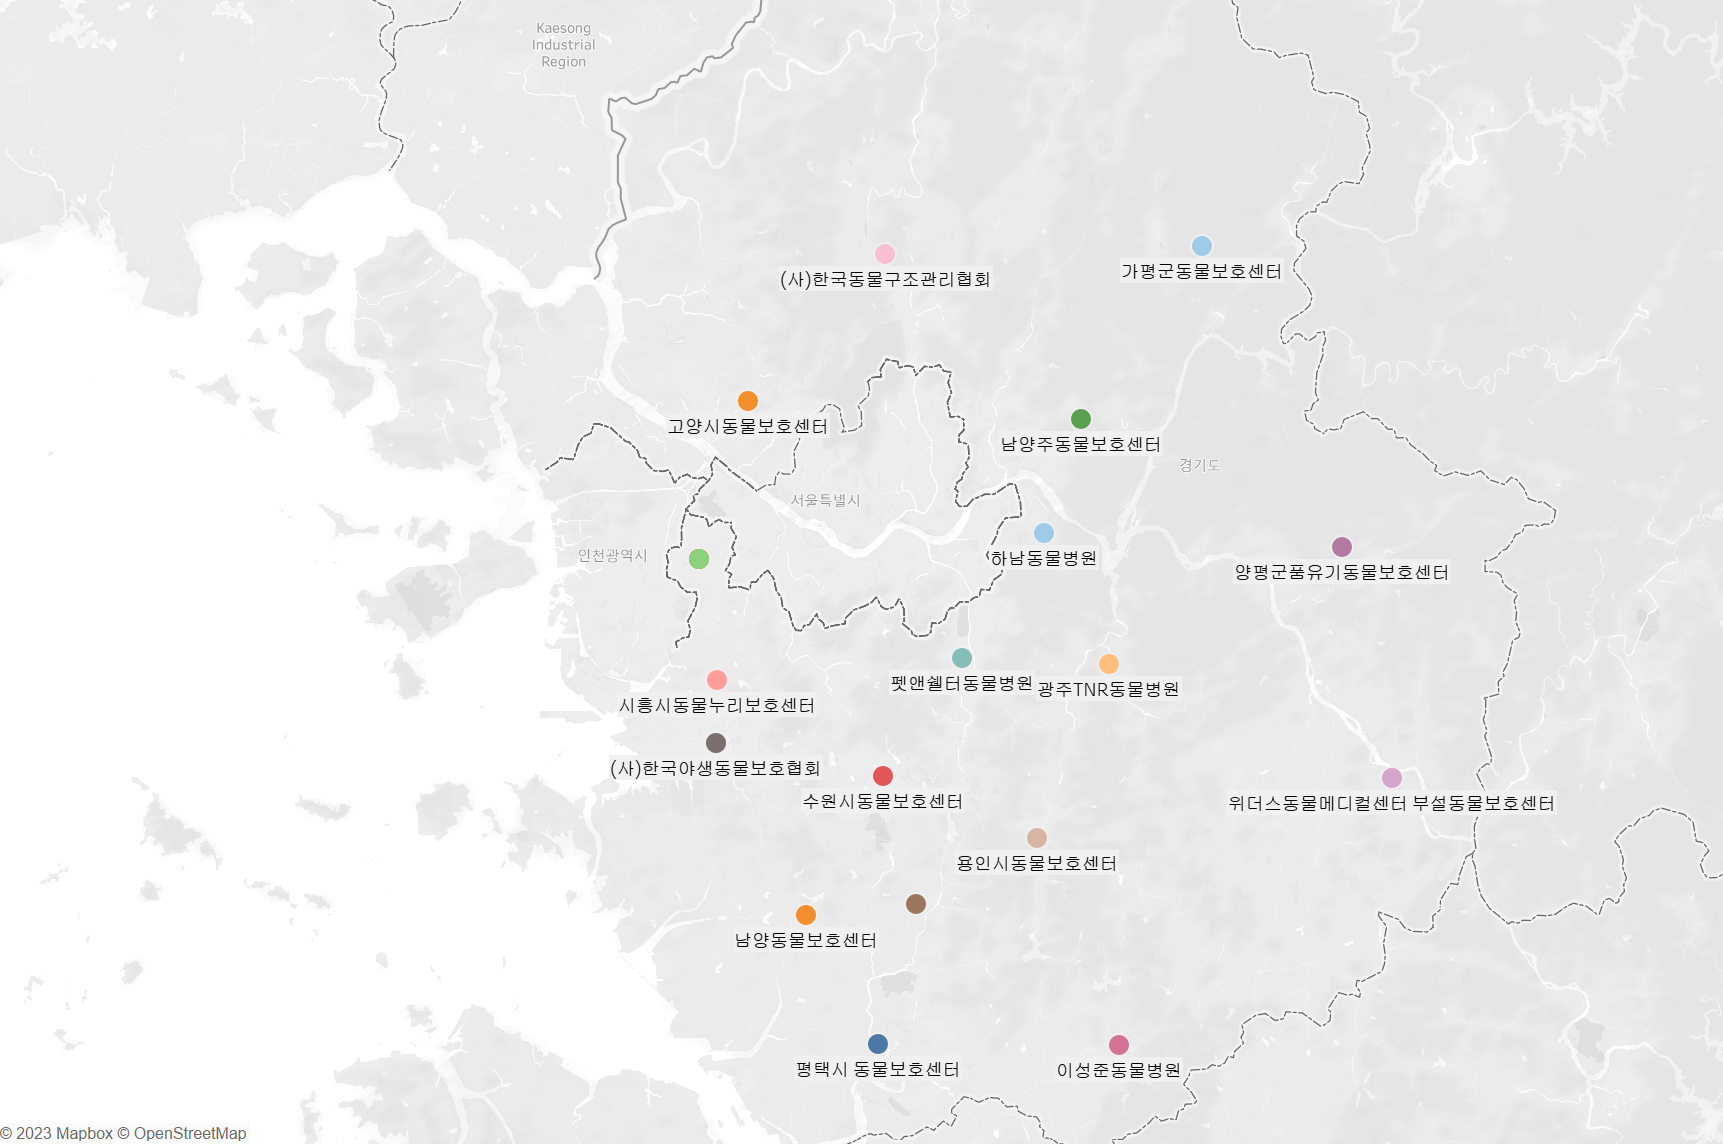 Kaesong
Industrial
Region
(사)한국동물구조관리협회
가평군동물보호센터
고양시동물보호센터
남양주동물보호센터
경기도
서울특별시
인천광역시
하남동물병원
양평군품유기동물보호센터
펫앤쉘터동물병원
광주TNR동물병원
시흥시동물누리보호센터
(사)한국야생동물보호협회
수원시동물보호센터
위더스동물메디컬센터 부설동물보호센터
용인시동물보호센터
남양동물보호센터
평택시 동물보호센터
이성준동물병원
© 2023 Mapbox © OpenStreetMap